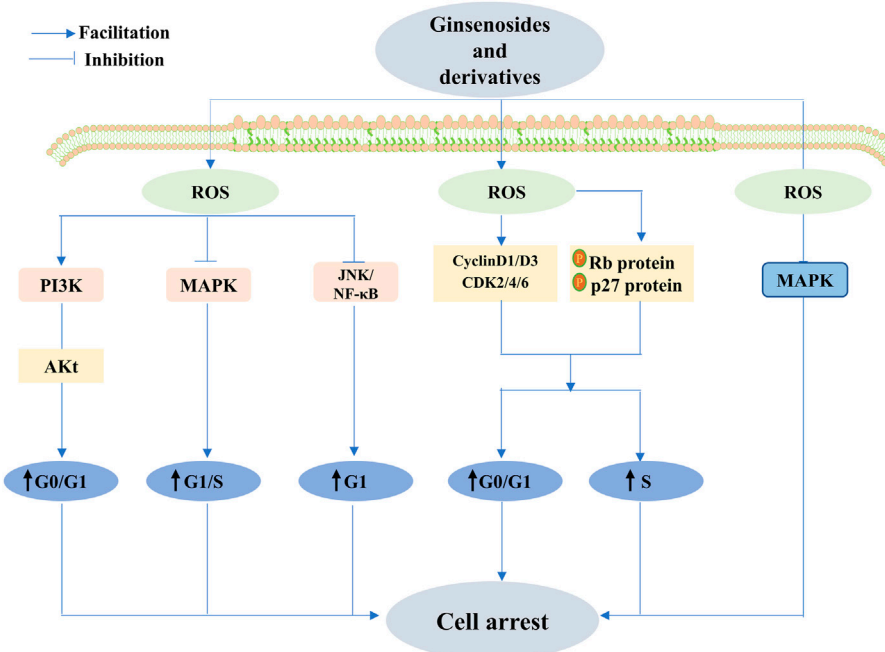 Facilitation
Inhibition
Ginsenosides
and
derivatives
ROS
ROS
ROS
PI3K
MAPK
JNK/
NF-κB
CyclinD1/D3
CDK2/4/6
P Rb protein
P p27 protein
MAPK
AKt
G0/G1
G1/S
G1
G0/G1
S
Cell arrest